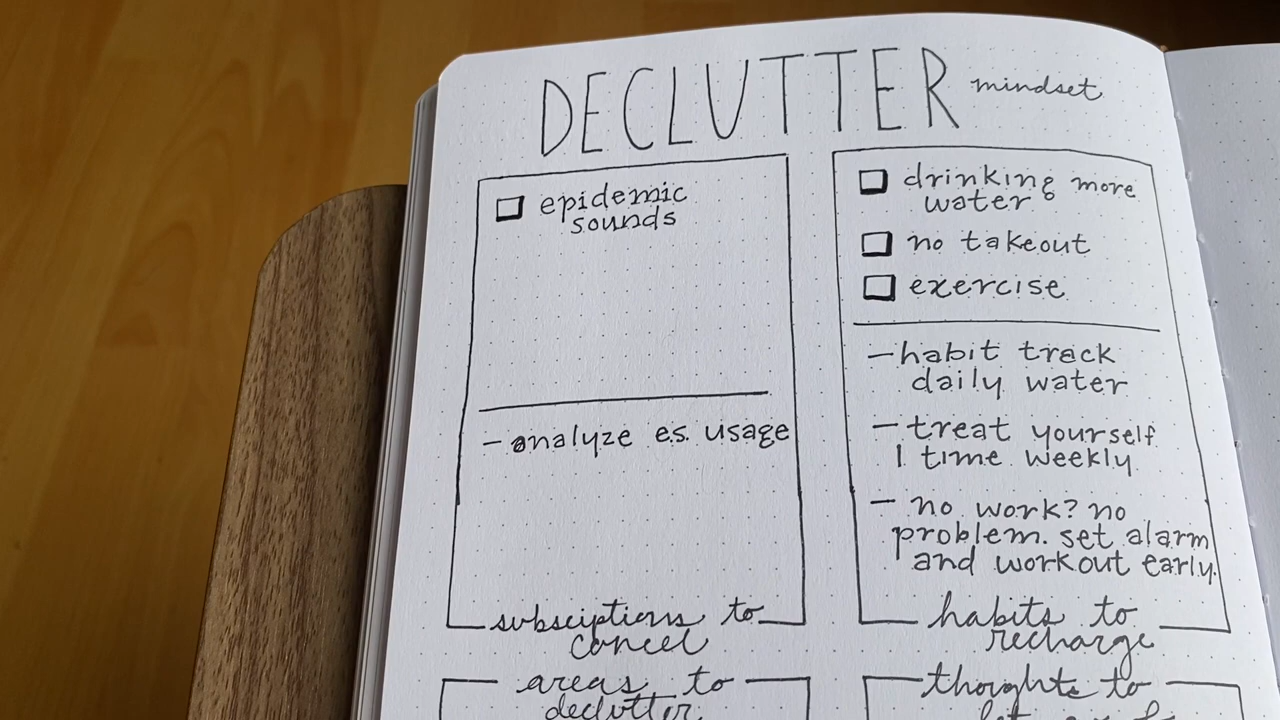 DECLUTTER mindset
epidemic
sounds
- analyze e.s. usage
subsciptions to
cancel
drinking more
water
no takeout
exercise
- habit track
daily water
- treat yourself
1 time weekly
- no work? no
problem. set alarm
and workout early.
habits to
recharge
areas to
declutter
thoughts to